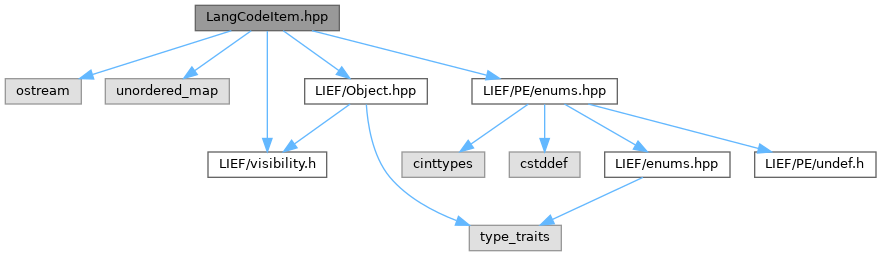 LangCodeItem.hpp
ostream
unordered_map
LIEF/Object.hpp
LIEF/PE/enums.hpp
LIEF/visibility.h
cinttypes
cstddef
LIEF/enums.hpp
LIEF/PE/undef.h
type_traits